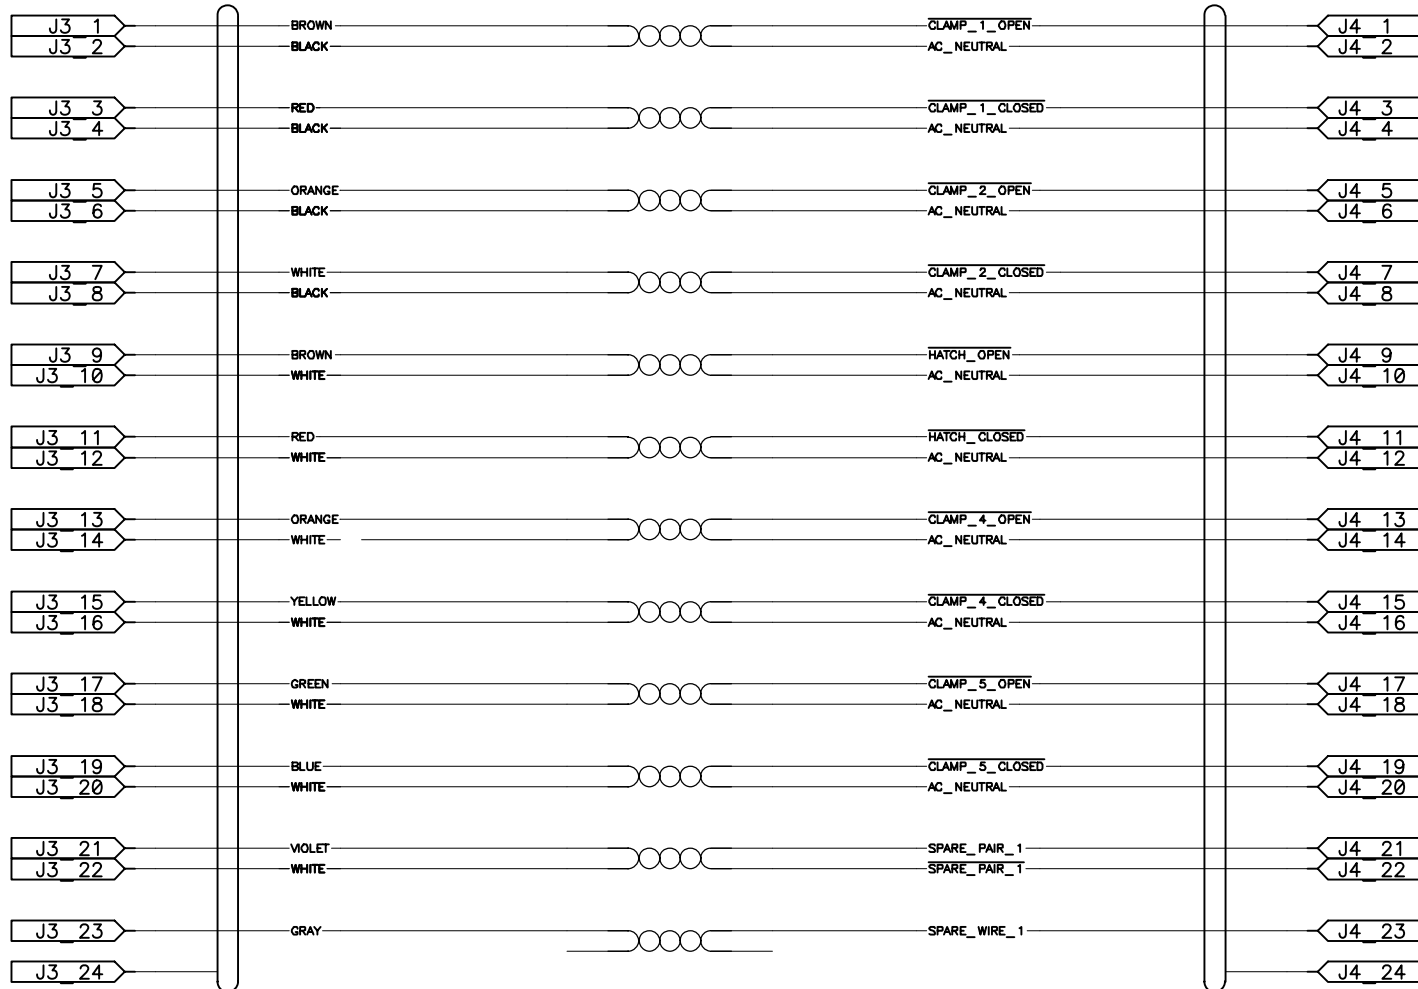 J3_1 BROWN CLAMP_1_OPEN J4_1
J3_2 BLACK AC_NEUTRAL J4_2
J3_3 RED CLAMP_1_CLOSED J4_3
J3_4 BLACK AC_NEUTRAL J4_4
J3_5 ORANGE CLAMP_2_OPEN J4_5
J3_6 BLACK AC_NEUTRAL J4_6
J3_7 WHITE CLAMP_2_CLOSED J4_7
J3_8 BLACK AC_NEUTRAL J4_8
J3_9 BROWN HATCH_OPEN J4_9
J3_10 WHITE AC_NEUTRAL J4_10
J3_11 RED HATCH_CLOSED J4_11
J3_12 WHITE AC_NEUTRAL J4_12
J3_13 ORANGE CLAMP_4_OPEN J4_13
J3_14 WHITE AC_NEUTRAL J4_14
J3_15 YELLOW CLAMP_4_CLOSED J4_15
J3_16 WHITE AC_NEUTRAL J4_16
J3_17 GREEN CLAMP_5_OPEN J4_17
J3_18 WHITE AC_NEUTRAL J4_18
J3_19 BLUE CLAMP_5_CLOSED J4_19
J3_20 WHITE AC_NEUTRAL J4_20
J3_21 VIOLET SPARE_PAIR_1 J4_21
J3_22 WHITE SPARE_PAIR_1 J4_22
J3_23 GRAY SPARE_WIRE_1 J4_23
J3_24 J4_24